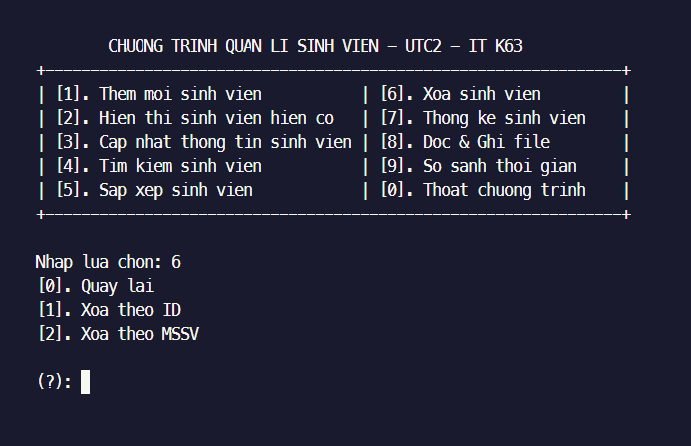 CHUONG TRINH QUAN LI SINH VIEN – UTC2 – IT K63
+-----------------------------------------------------------------+
| [1]. Them moi sinh vien | [6]. Xoa sinh vien |
| [2]. Hien thi sinh vien hien co | [7]. Thong ke sinh vien |
| [3]. Cap nhat thong tin sinh vien | [8]. Doc & Ghi file |
| [4]. Tim kiem sinh vien | [9]. So sanh thoi gian |
| [5]. Sap xep sinh vien | [0]. Thoat chuong trinh |
+-----------------------------------------------------------------+
Nhap lua chon: 6
[0]. Quay lai
[1]. Xoa theo ID
[2]. Xoa theo MSSV
(?):